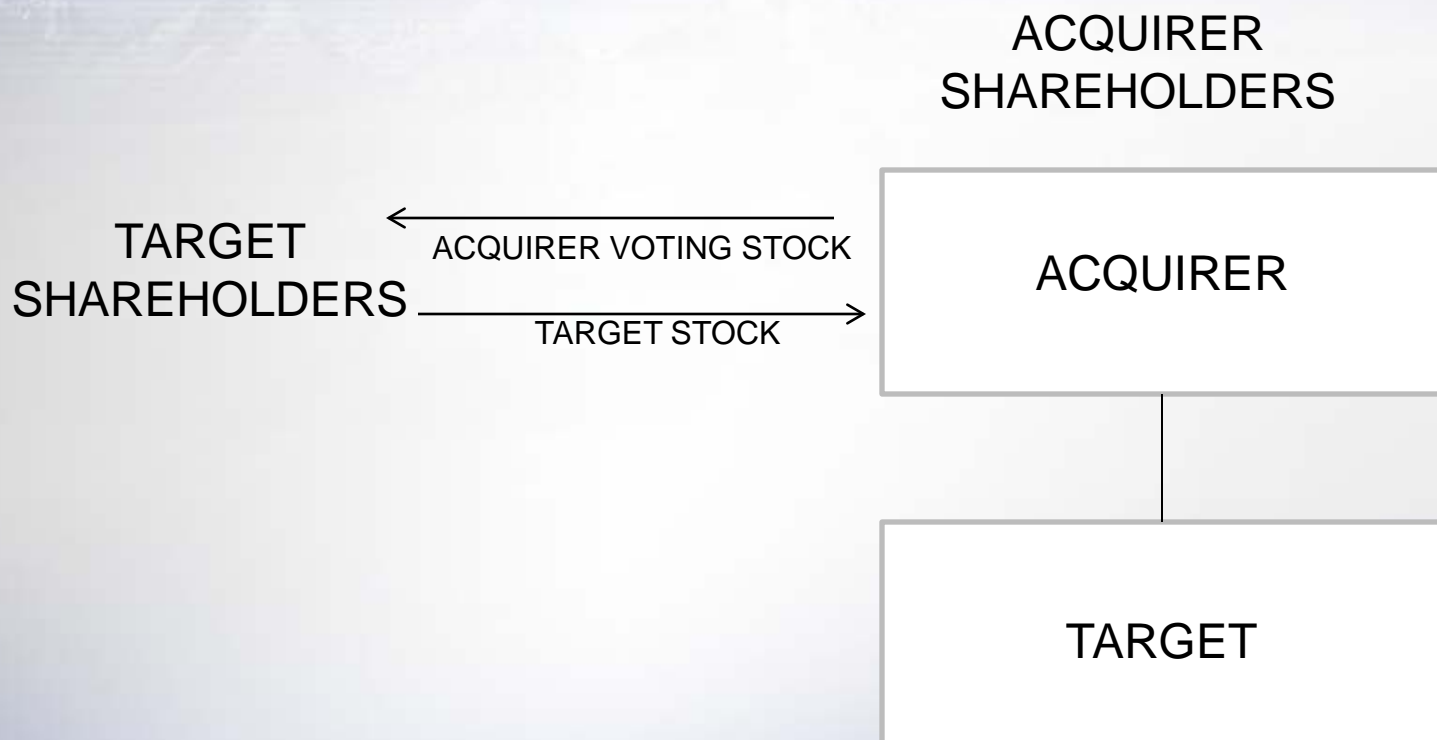 ACQUIRER
SHAREHOLDERS
TARGET
SHAREHOLDERS
ACQUIRER VOTING STOCK
TARGET STOCK
ACQUIRER
TARGET